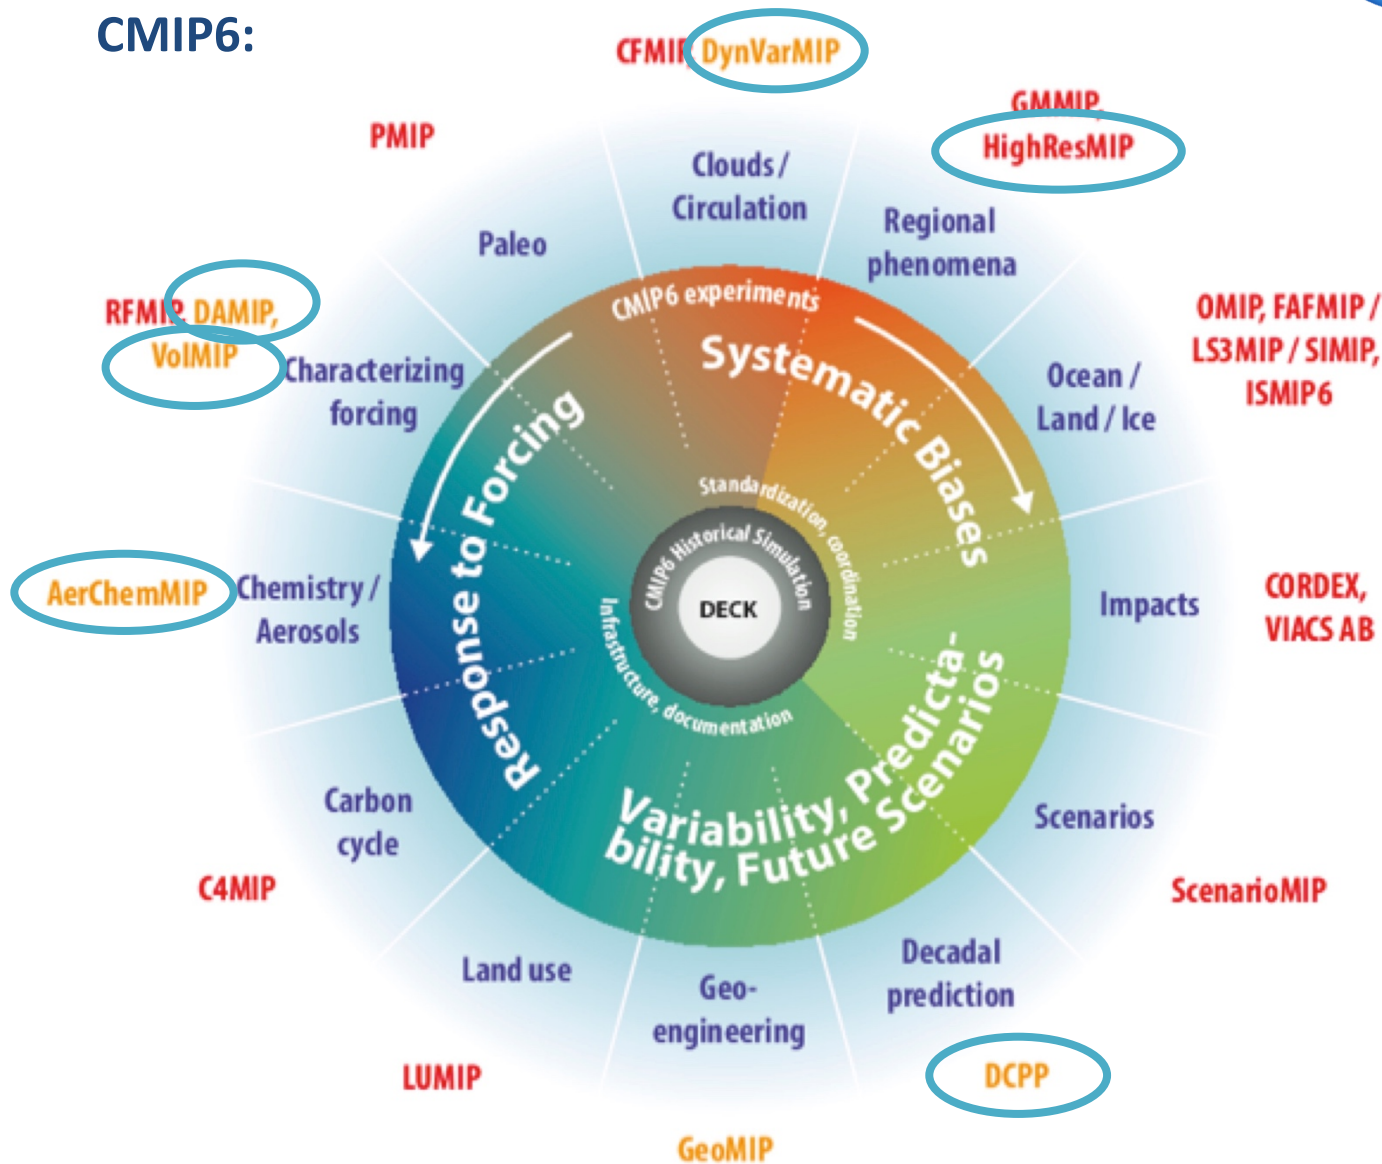 CMIP6:
CFMIP, DynVarMIP
GMMIP,
HighResMIP
PMIP
Clouds /
Circulation
Regional
phenomena
Paleo
RFMIP, DAMIP,
VolMIP
Characterizing
forcing
CMIP6 experiments
Systematic Biases
OMIP, FAFMIP /
LS3MIP / SIMIP,
ISMIP6
Ocean /
Land / Ice
Response to Forcing
Standardization, coordination
CMIP6 Historical Simulation
DECK
Infrastructure, documentation
AerChemMIP
Chemistry /
Aerosols
Impacts
CORDEX,
VIACS AB
Variability, Predicta-
bility, Future Scenarios
Carbon
cycle
Scenarios
C4MIP
ScenarioMIP
Land use
Geo-
engineering
Decadal
prediction
LUMIP
DCPP
GeoMIP